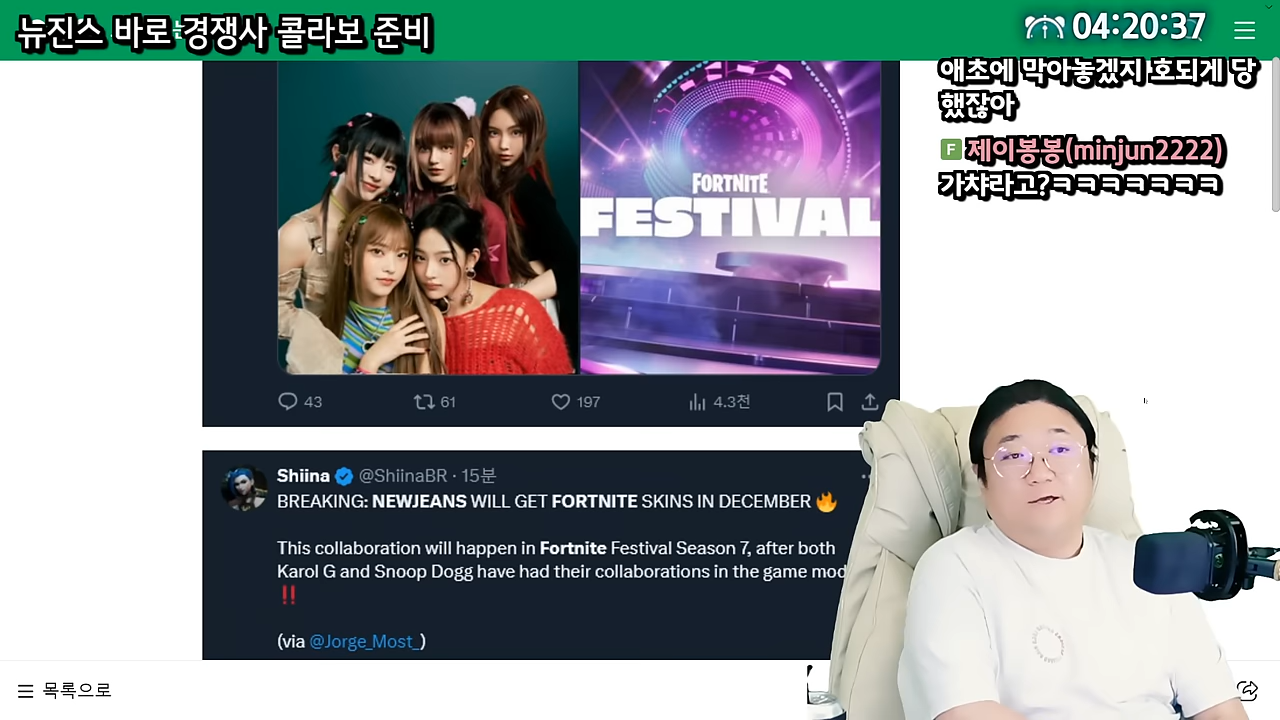 뉴진스 바로 경쟁사 콜라보 준비
04:20:37
애초에 막아놓겠지 호되게 당
했잖아
F 제이봉봉(minjun2222)
가챠라고?ㅋㅋㅋㅋㅋㅋㅋ
FORTNITE
FESTIVAL
43 61 197 4.3천
Shiina @ShiinaBR · 15분
BREAKING: NEWJEANS WILL GET FORTNITE SKINS IN DECEMBER 🔥
This collaboration will happen in Fortnite Festival Season 7, after both
Karol G and Snoop Dogg have had their collaborations in the game mod
‼️
(via @Jorge_Most_)
목록으로